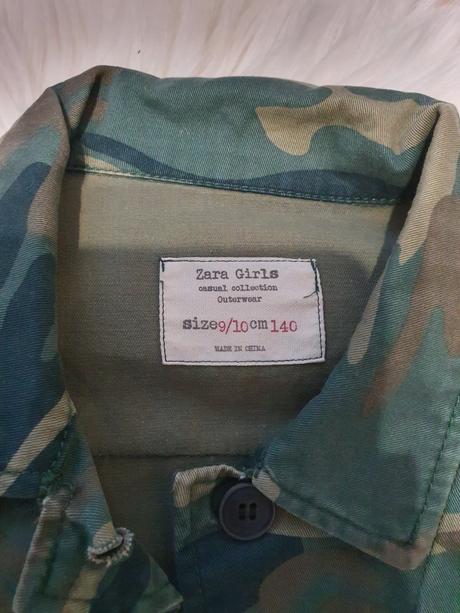 Zara Girls
casual collection
Outerwear
size9/10cm140
MADE IN CHINA